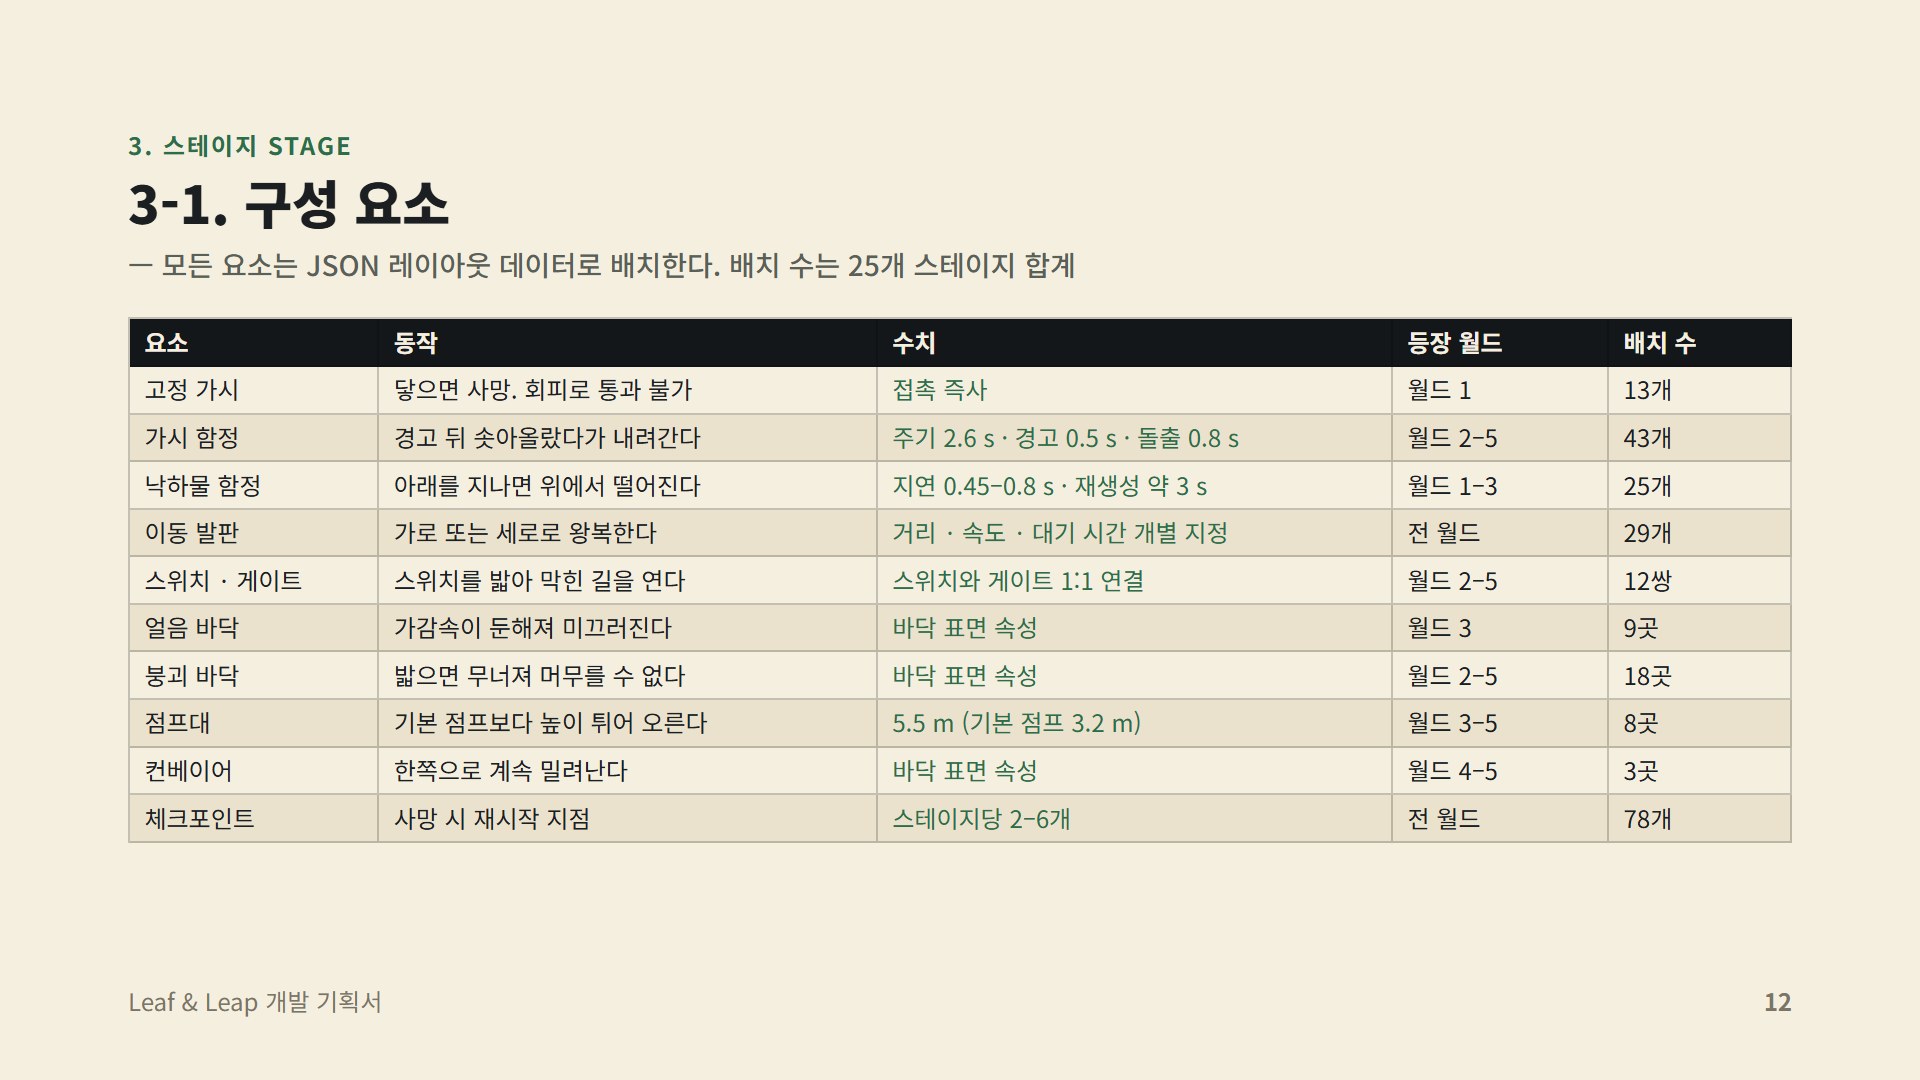 3. 스테이지 STAGE
3-1. 구성 요소
— 모든 요소는 JSON 레이아웃 데이터로 배치한다. 배치 수는 25개 스테이지 합계
요소 동작 수치 등장 월드 배치 수
고정 가시 닿으면 사망. 회피로 통과 불가 접촉 즉사 월드 1 13개
가시 함정 경고 뒤 솟아올랐다가 내려간다 주기 2.6 s · 경고 0.5 s · 돌출 0.8 s 월드 2–5 43개
낙하물 함정 아래를 지나면 위에서 떨어진다 지연 0.45–0.8 s · 재생성 약 3 s 월드 1–3 25개
이동 발판 가로 또는 세로로 왕복한다 거리 · 속도 · 대기 시간 개별 지정 전 월드 29개
스위치 · 게이트 스위치를 밟아 막힌 길을 연다 스위치와 게이트 1:1 연결 월드 2–5 12쌍
얼음 바닥 가감속이 둔해져 미끄러진다 바닥 표면 속성 월드 3 9곳
붕괴 바닥 밟으면 무너져 머무를 수 없다 바닥 표면 속성 월드 2–5 18곳
점프대 기본 점프보다 높이 튀어 오른다 5.5 m (기본 점프 3.2 m) 월드 3–5 8곳
컨베이어 한쪽으로 계속 밀려난다 바닥 표면 속성 월드 4–5 3곳
체크포인트 사망 시 재시작 지점 스테이지당 2–6개 전 월드 78개
Leaf & Leap 개발 기획서 12